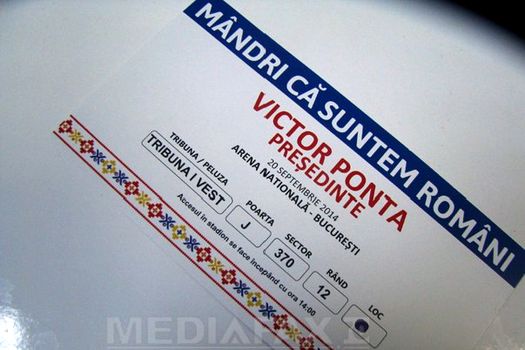 MÂNDRI CĂ SUNTEM ROMÂNI
VICTOR PONTA
PREȘEDINTE
20 SEPTEMBRIE 2014
ARENA NATIONALĂ - BUCUREȘTI
TRIBUNA / PELUZA POARTA SECTOR RÂND LOC
TRIBUNA I VEST J 370 12
Accesul în stadion se face începând cu ora 14:00
MEDIAFAX